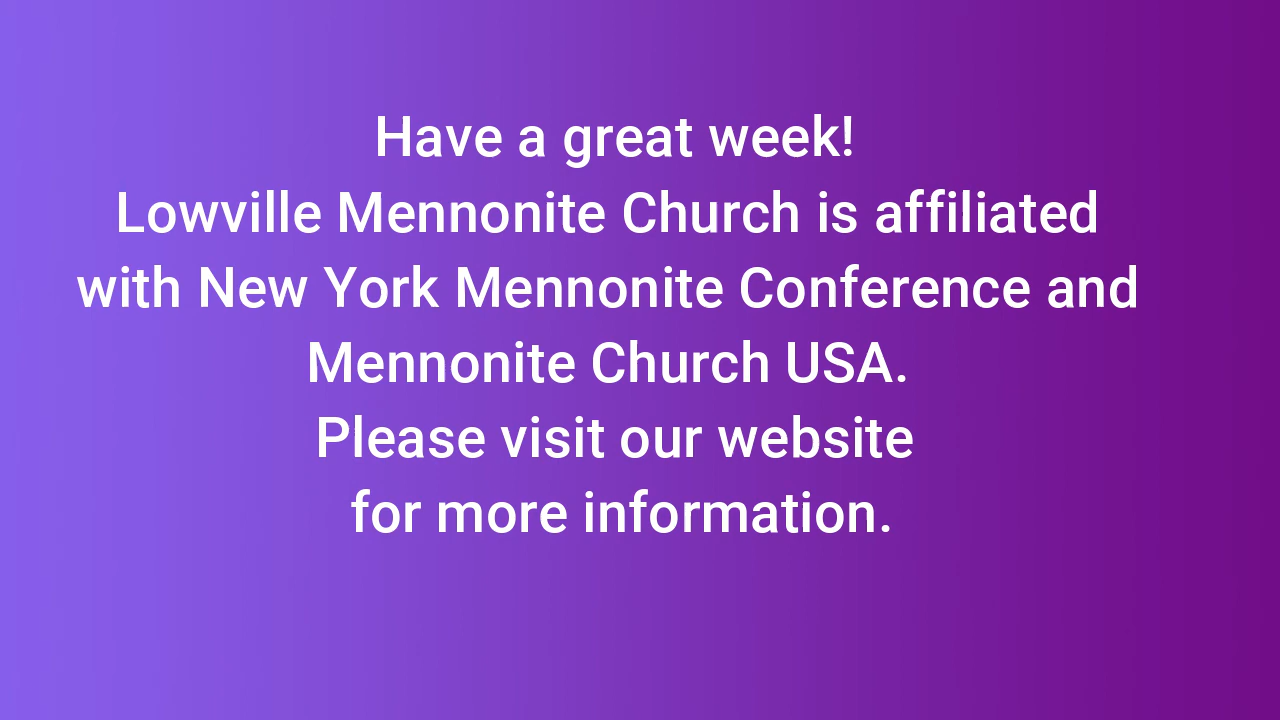 Have a great week!
Lowville Mennonite Church is affiliated
with New York Mennonite Conference and
Mennonite Church USA.
Please visit our website
for more information.